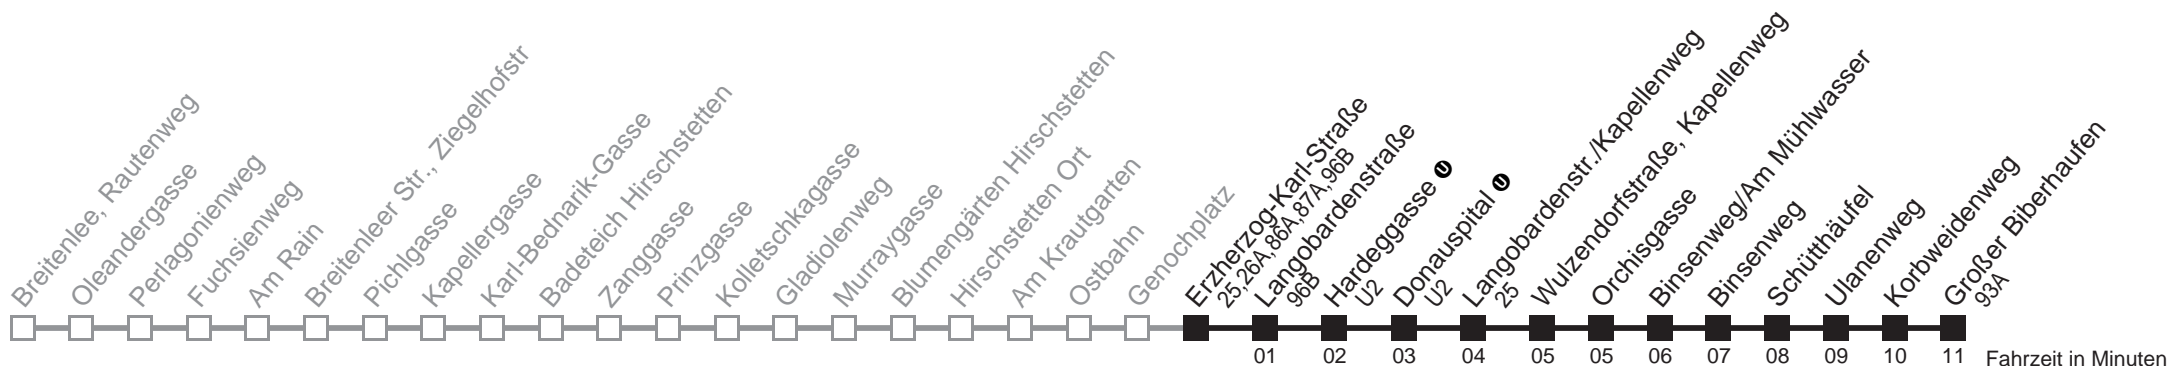 Breitenlee, Rautenweg
Oleandergasse
Perlagonienweg
Fuchsienweg
Am Rain
Breitenleer Str., Ziegelhofstr
Pichlgasse
Kapellergasse
Karl-Bednarik-Gasse
Badeteich Hirschstetten
Zanggasse
Prinzgasse
Kolletschkagasse
Gladiolenweg
Murraygasse
Blumengärten Hirschstetten
Hirschstetten Ort
Am Krautgarten
Ostbahn
Genochplatz
Erzherzog-Karl-Straße
25,26A,86A,87A,96B
Langobardenstraße
96B
Hardeggasse U
U2
Donauspital U
U2
Langobardenstr./Kapellenweg
25
Wulzendorfstraße, Kapellenweg
Orchisgasse
Binsenweg/Am Mühlwasser
Binsenweg
Schütthäufel
Ulanenweg
Korbweidenweg
Großer Biberhaufen
93A
01 02 03 04 05 05 06 07 08 09 10 11 Fahrzeit in Minuten